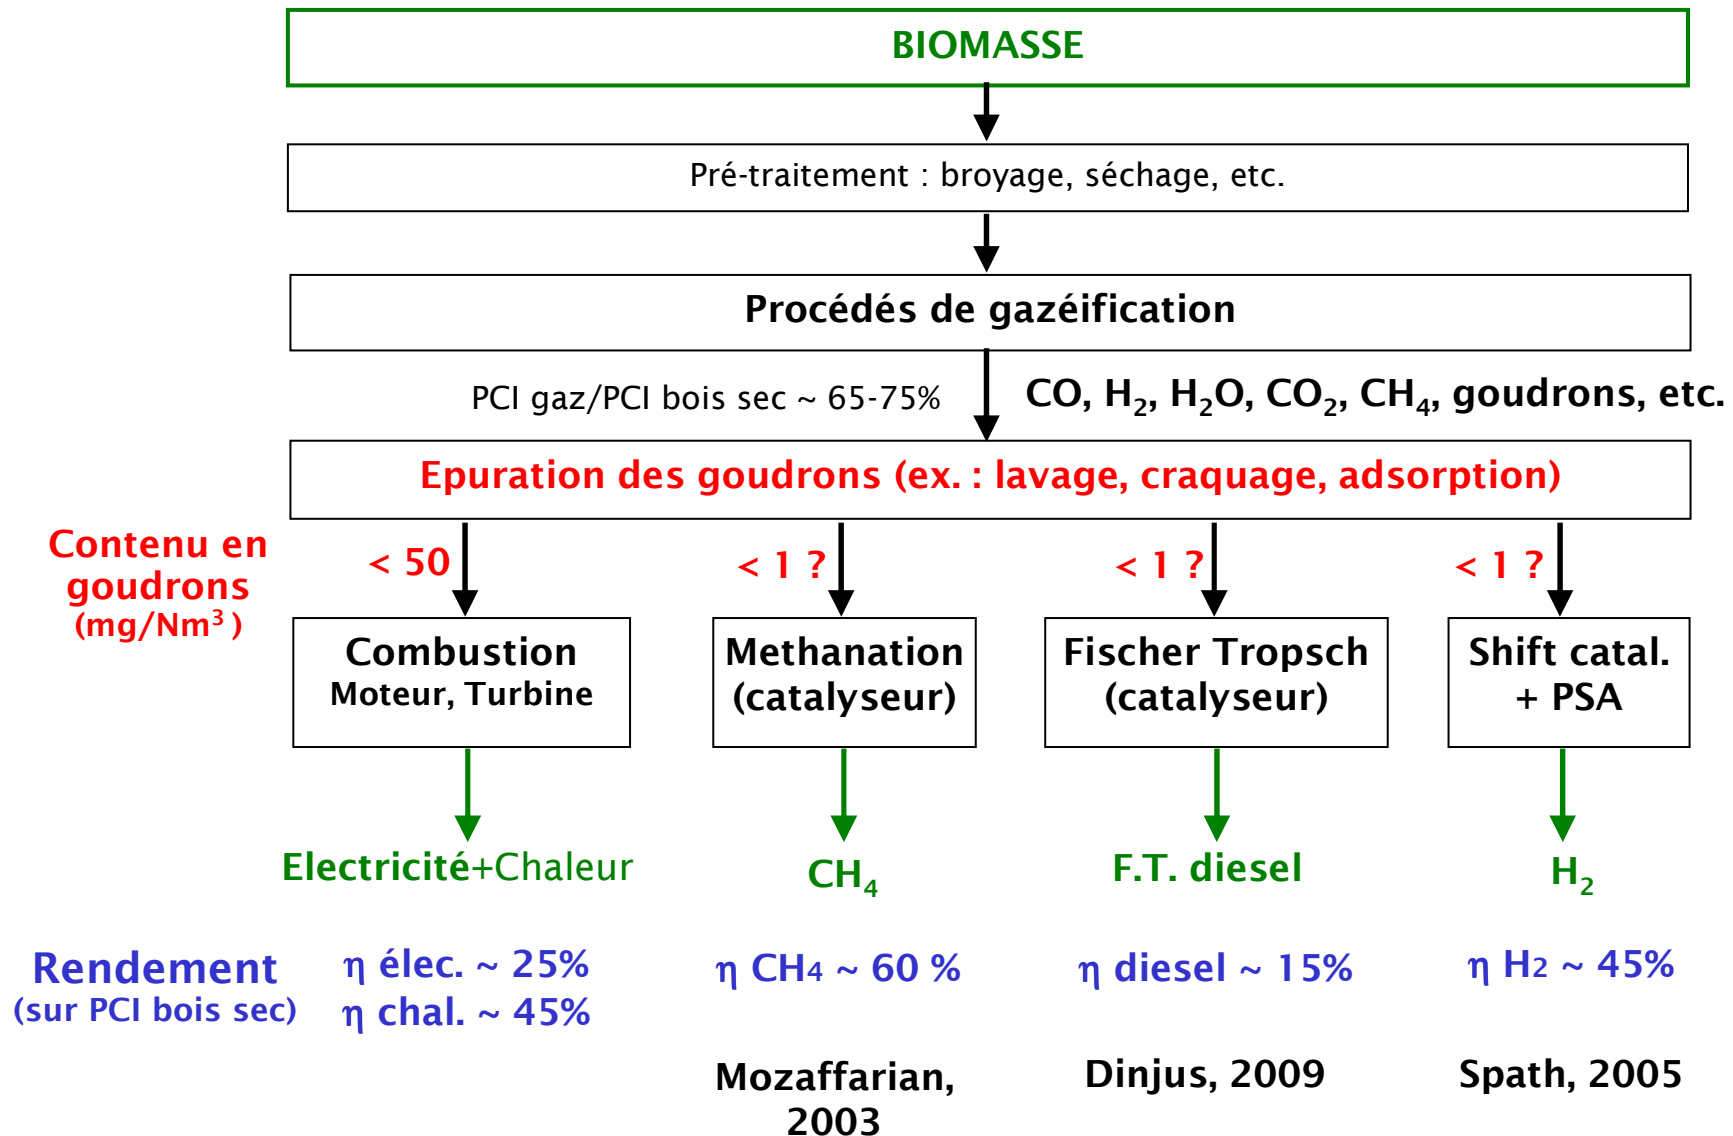 BIOMASSE
Pré-traitement : broyage, séchage, etc.
Procédés de gazéification
PCI gaz/PCI bois sec ~ 65-75%
CO, H₂, H₂O, CO₂, CH₄, goudrons, etc.
Epuration des goudrons (ex. : lavage, craquage, adsorption)
Contenu en
goudrons
(mg/Nm³ )
< 50
< 1 ?
< 1 ?
< 1 ?
Combustion
Moteur, Turbine
Methanation
(catalyseur)
Fischer Tropsch
(catalyseur)
Shift catal.
+ PSA
Electricité+Chaleur
CH₄
F.T. diesel
H₂
Rendement
(sur PCI bois sec)
η élec. ~ 25%
η chal. ~ 45%
η CH4 ~ 60 %
η diesel ~ 15%
η H2 ~ 45%
Mozaffarian,
2003
Dinjus, 2009
Spath, 2005